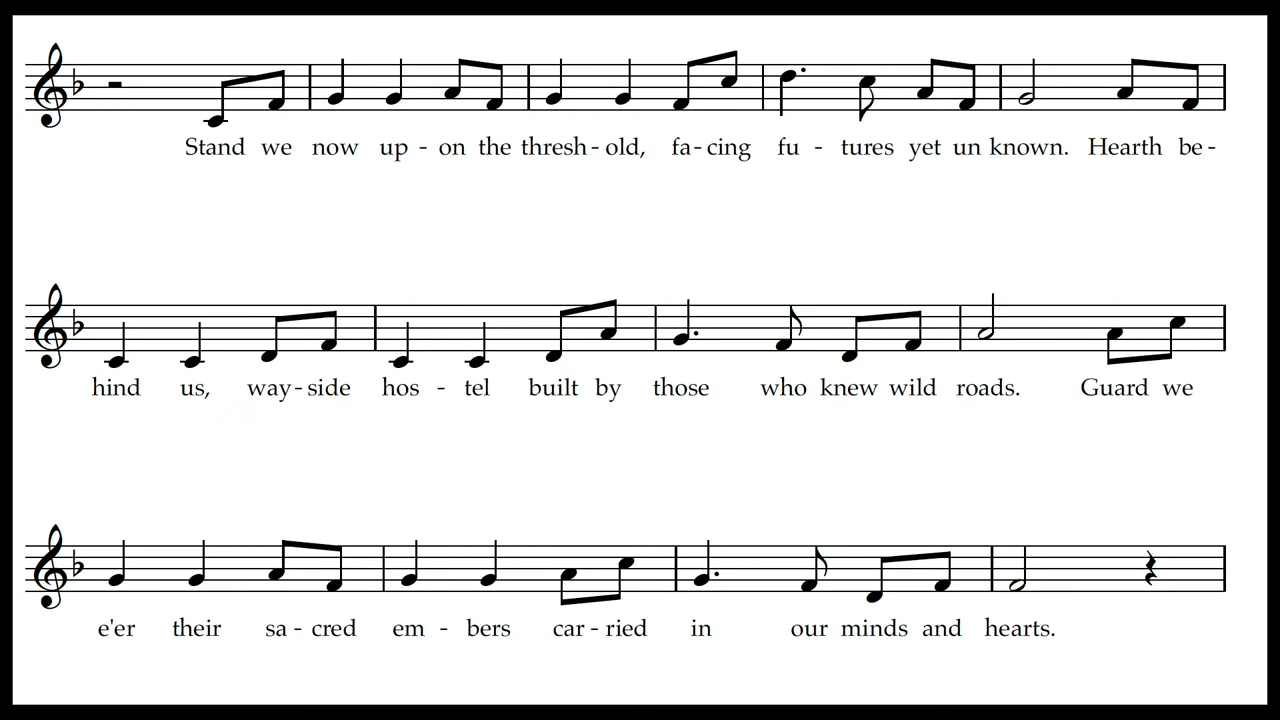 Stand we now up - on the thresh - old, fa - cing fu - tures yet un known. Hearth be -
hind us, way - side hos - tel built by those who knew wild roads. Guard we
e'er their sa - cred em - bers car - ried in our minds and hearts.